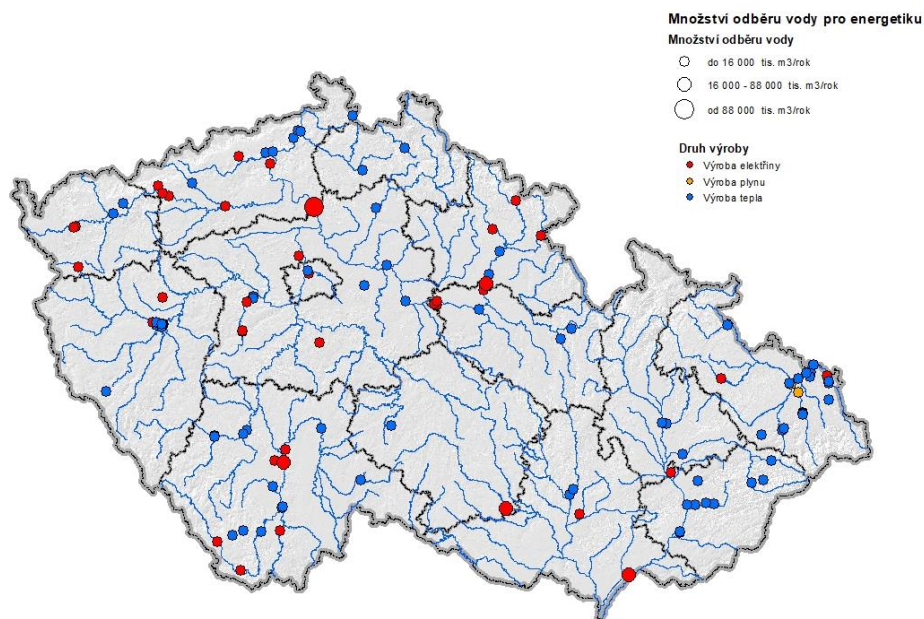 Množství odběru vody pro energetiku
Množství odběru vody
do 16 000 tis. m3/rok
16 000 - 88 000 tis. m3/rok
od 88 000 tis. m3/rok
Druh výroby
Výroba elektřiny
Výroba plynu
Výroba tepla